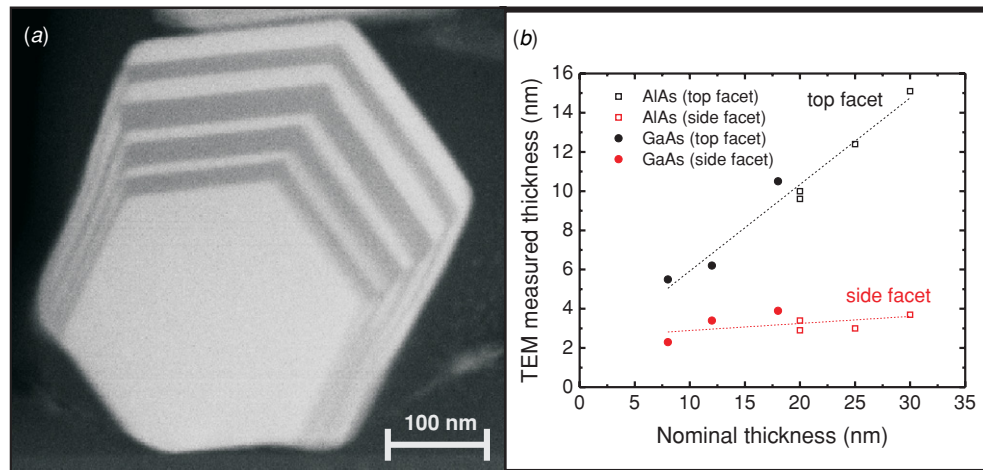 (a)
100 nm
(b)
16
14
12
10
8
6
4
2
0
TEM measured thickness (nm)
AlAs (top facet)
AlAs (side facet)
GaAs (top facet)
GaAs (side facet)
top facet
side facet
0 5 10 15 20 25 30 35
Nominal thickness (nm)